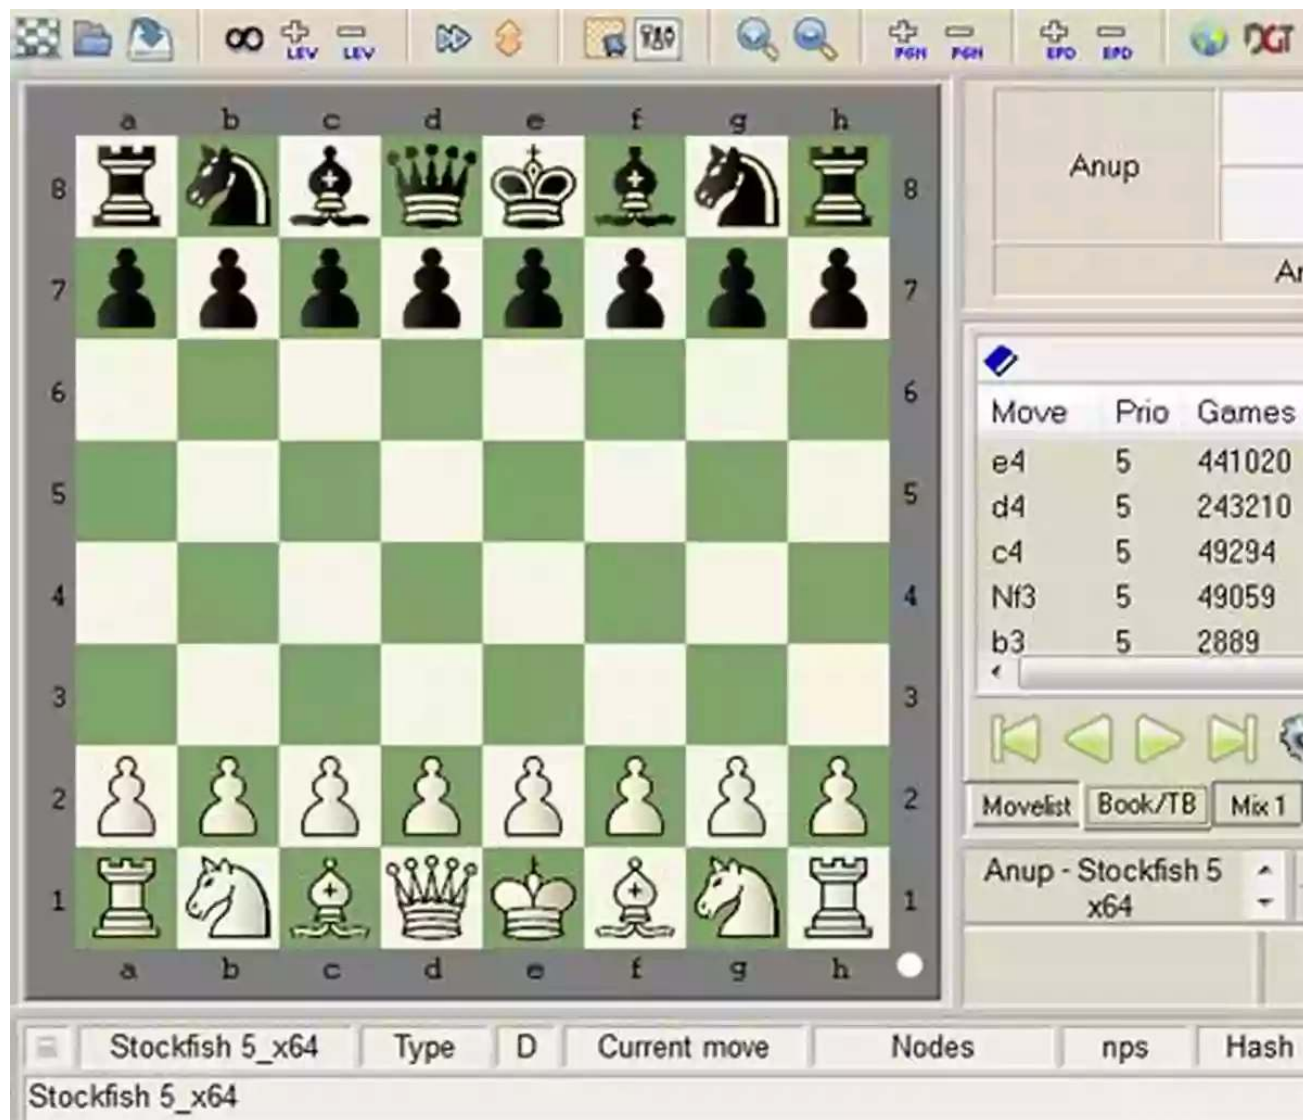 LEV LEV PGN PGN EPD EPD DGT
a b c d e f g h
8 8
7 7
6 6
5 5
4 4
3 3
2 2
1 1
a b c d e f g h
Anup
Move Prio Games
e4 5 441020
d4 5 243210
c4 5 49294
Nf3 5 49059
b3 5 2889
Movelist Book/TB Mix 1
Anup - Stockfish 5
x64
Stockfish 5_x64 Type D Current move Nodes nps Hash
Stockfish 5_x64